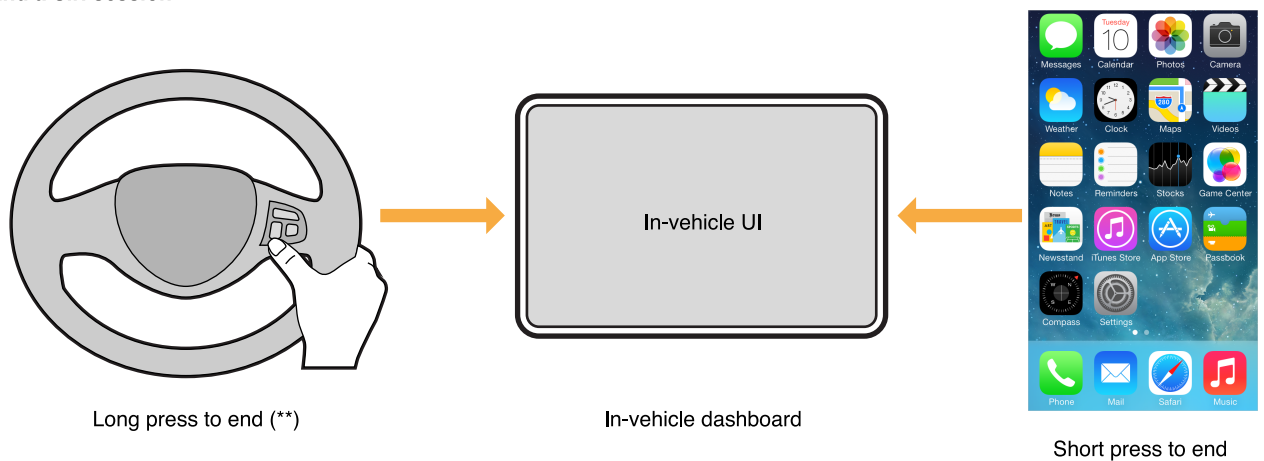 Tuesday
10
Messages Calendar Photos Camera
280
Weather Clock Maps Videos
Notes Reminders Stocks Game Center
Newsstand iTunes Store App Store Passbook
Compass Settings
Phone Mail Safari Music
In-vehicle UI
Long press to end (**)
In-vehicle dashboard
Short press to end